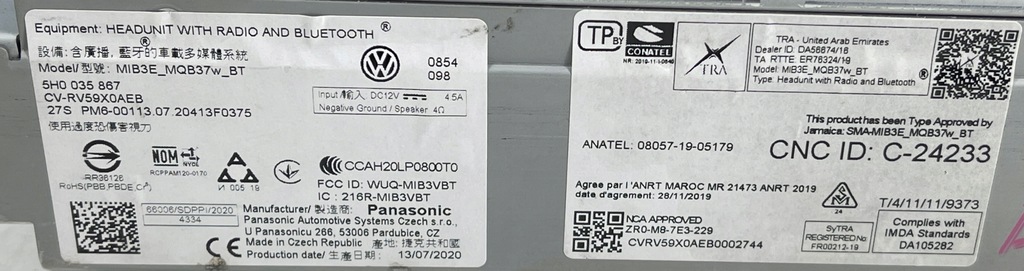 Equipment: HEADUNIT WITH RADIO AND BLUETOOTH ®
設備: 含廣播, 藍牙®的車載多媒體系統
Model/ 型號: MIB3E_MQB37w_BT
5H0 035 867
CV-RV59X0AEB
27S PM6-00113.07.20413F0375
使用過度恐傷害視力
0854
098
Input /輸入: DC12V 4.5A
Negative Ground / Speaker: 4Ω
RR36126
RoHS(PBB,PBDE,Cr)
NOM NYCE
RCPPAM120-0170
005 19
CCAH20LP0800T0
FCC ID: WUQ-MIB3VBT
IC : 216R-MIB3VBT
66006/SDPPI/2020
4334
Manufacturer/ 製造商: Panasonic
Panasonic Automotive Systems Czech s.r.o.,
U Panasonicu 266, 53006 Pardubice, CZ
Made in Czech Republic 產地: 捷克共和國
Production / 生產日期: 13/07/2020
CE
TP BY
CONATEL
TRA
TRA - United Arab Emirates
Dealer ID: DA56674/16
TA RTTE: ER78324/19
Model: MIB3E_MQB37w_BT
Type: Headunit with Radio and Bluetooth®
This product has been Type Approved by
Jamaica: SMA-MIB3E_MQB37w_BT
ANATEL: 08057-19-05179
CNC ID: C-24233
Agree par l'ANRT MAROC MR 21473 ANRT 2019
date d'agrement: 28/11/2019
24
T/4/11/11/9373
NCA APPROVED
ZR0-M8-7E3-229
CVRV59X0AEB0002744
SyTRA
REGISTERED No:
FR00212-19
Complies with
IMDA Standards
DA105282